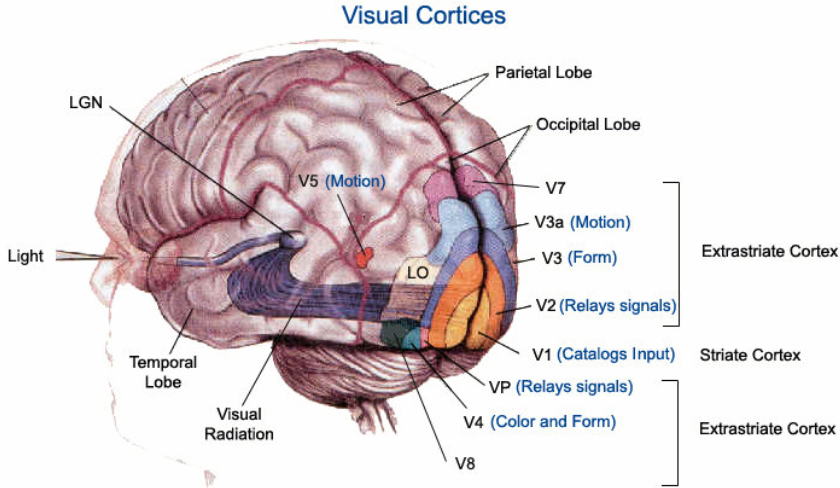 Visual Cortices
Parietal Lobe
LGN
Occipital Lobe
V5 (Motion)
V7
V3a (Motion)
Extrastriate Cortex
Light
V3 (Form)
LO
V2 (Relays signals)
V1 (Catalogs Input)
Striate Cortex
Temporal
Lobe
VP (Relays signals)
Visual
Radiation
V4 (Color and Form)
Extrastriate Cortex
V8